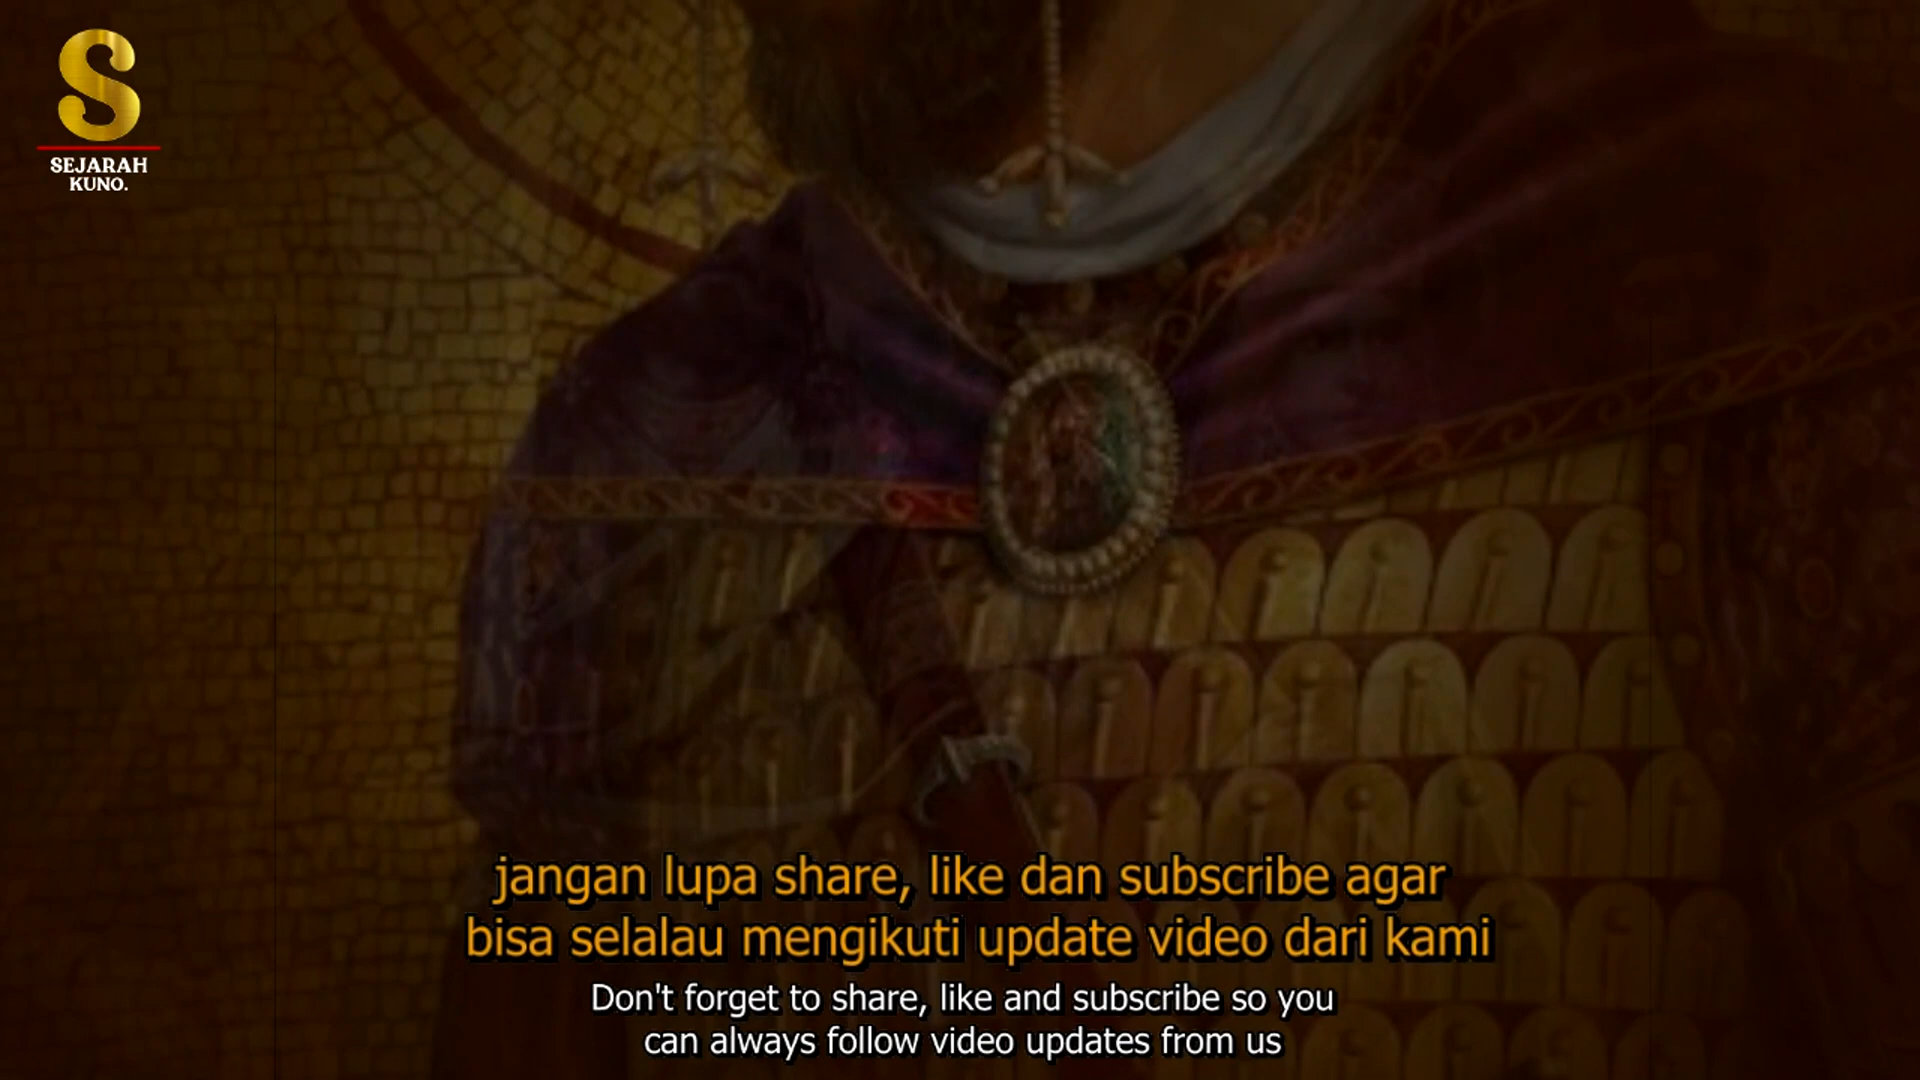 S
SEJARAH
KUNO.
jangan lupa share, like dan subscribe agar
bisa selalau mengikuti update video dari kami
Don't forget to share, like and subscribe so you
can always follow video updates from us